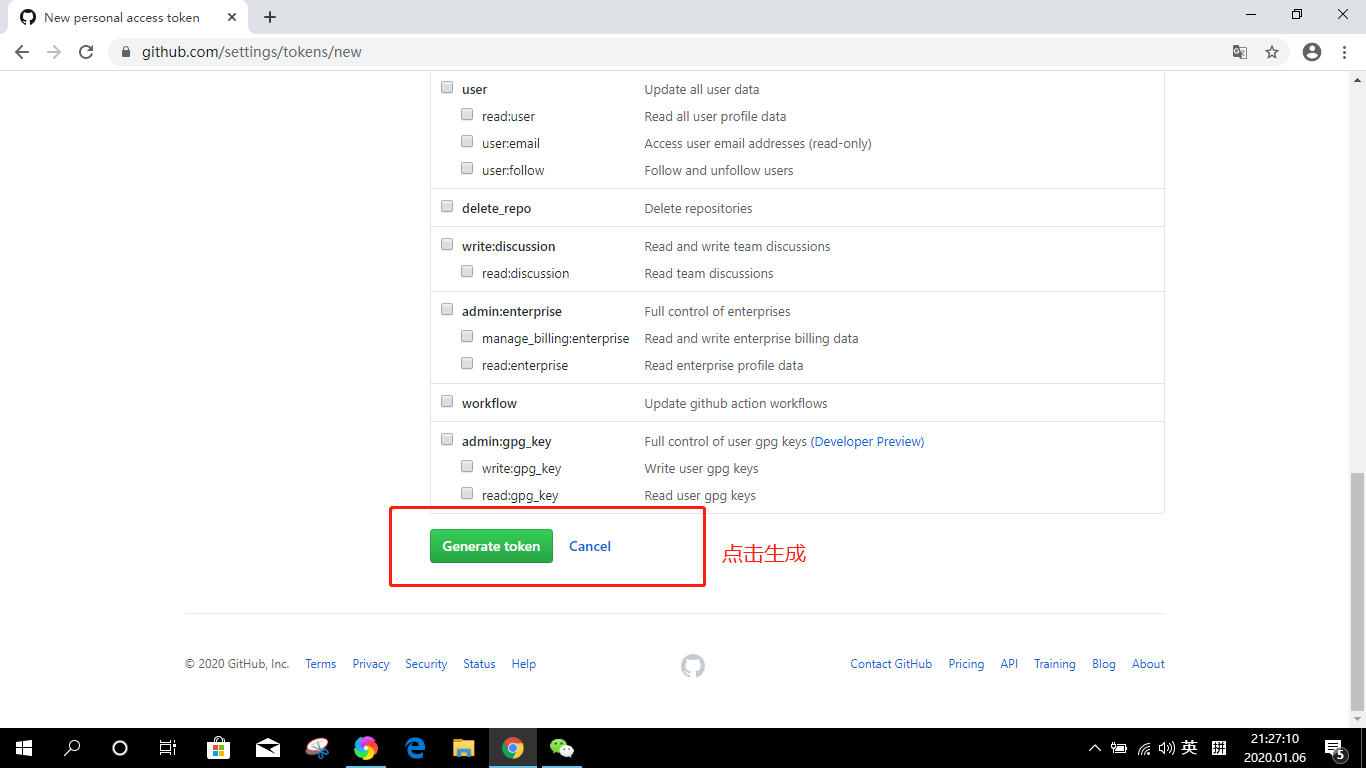 New personal access token
github.com/settings/tokens/new
user Update all user data
read:user Read all user profile data
user:email Access user email addresses (read-only)
user:follow Follow and unfollow users
delete_repo Delete repositories
write:discussion Read and write team discussions
read:discussion Read team discussions
admin:enterprise Full control of enterprises
manage_billing:enterprise Read and write enterprise billing data
read:enterprise Read enterprise profile data
workflow Update github action workflows
admin:gpg_key Full control of user gpg keys (Developer Preview)
write:gpg_key Write user gpg keys
read:gpg_key Read user gpg keys
Generate token Cancel 点击生成
© 2020 GitHub, Inc. Terms Privacy Security Status Help Contact GitHub Pricing API Training Blog About
英 拼 21:27:10
2020.01.06 5